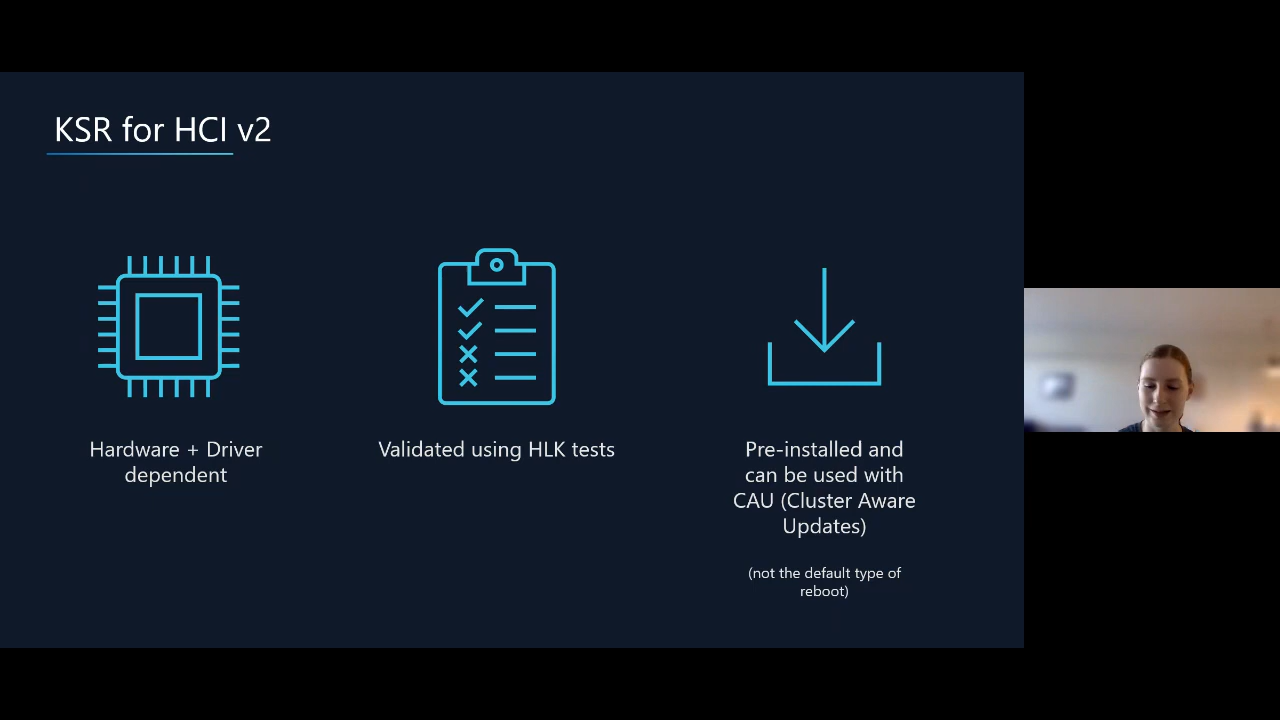 KSR for HCI v2
Hardware + Driver
dependent
Validated using HLK tests
Pre-installed and
can be used with
CAU (Cluster Aware
Updates)
(not the default type of
reboot)